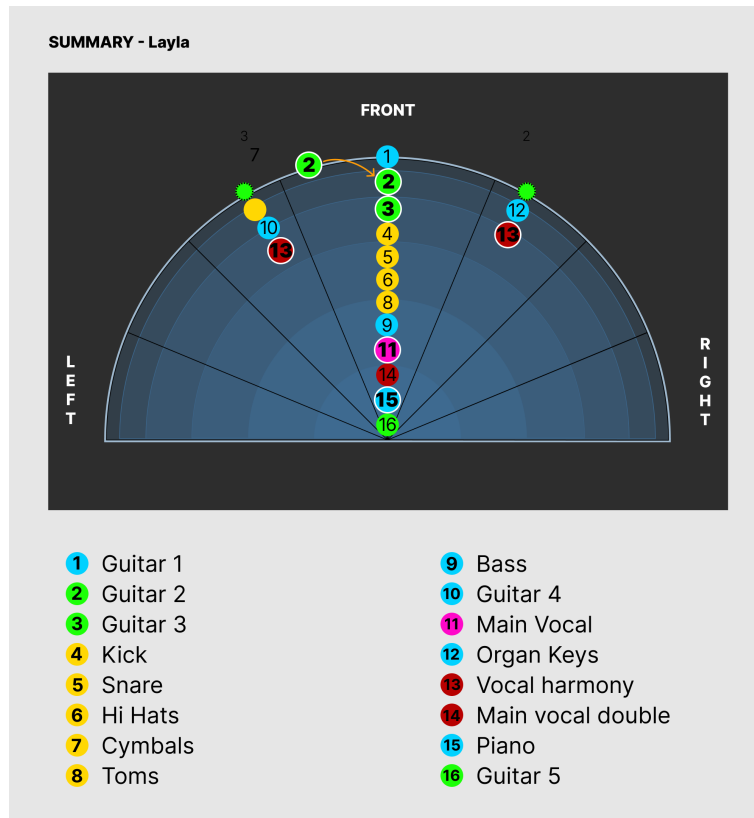 SUMMARY - Layla
FRONT
3
7
2
2
1
2
3
4
5
6
8
9
10
13
12
13
11
14
15
16
LEFT
RIGHT
1 Guitar 1
2 Guitar 2
3 Guitar 3
4 Kick
5 Snare
6 Hi Hats
7 Cymbals
8 Toms
9 Bass
10 Guitar 4
11 Main Vocal
12 Organ Keys
13 Vocal harmony
14 Main vocal double
15 Piano
16 Guitar 5